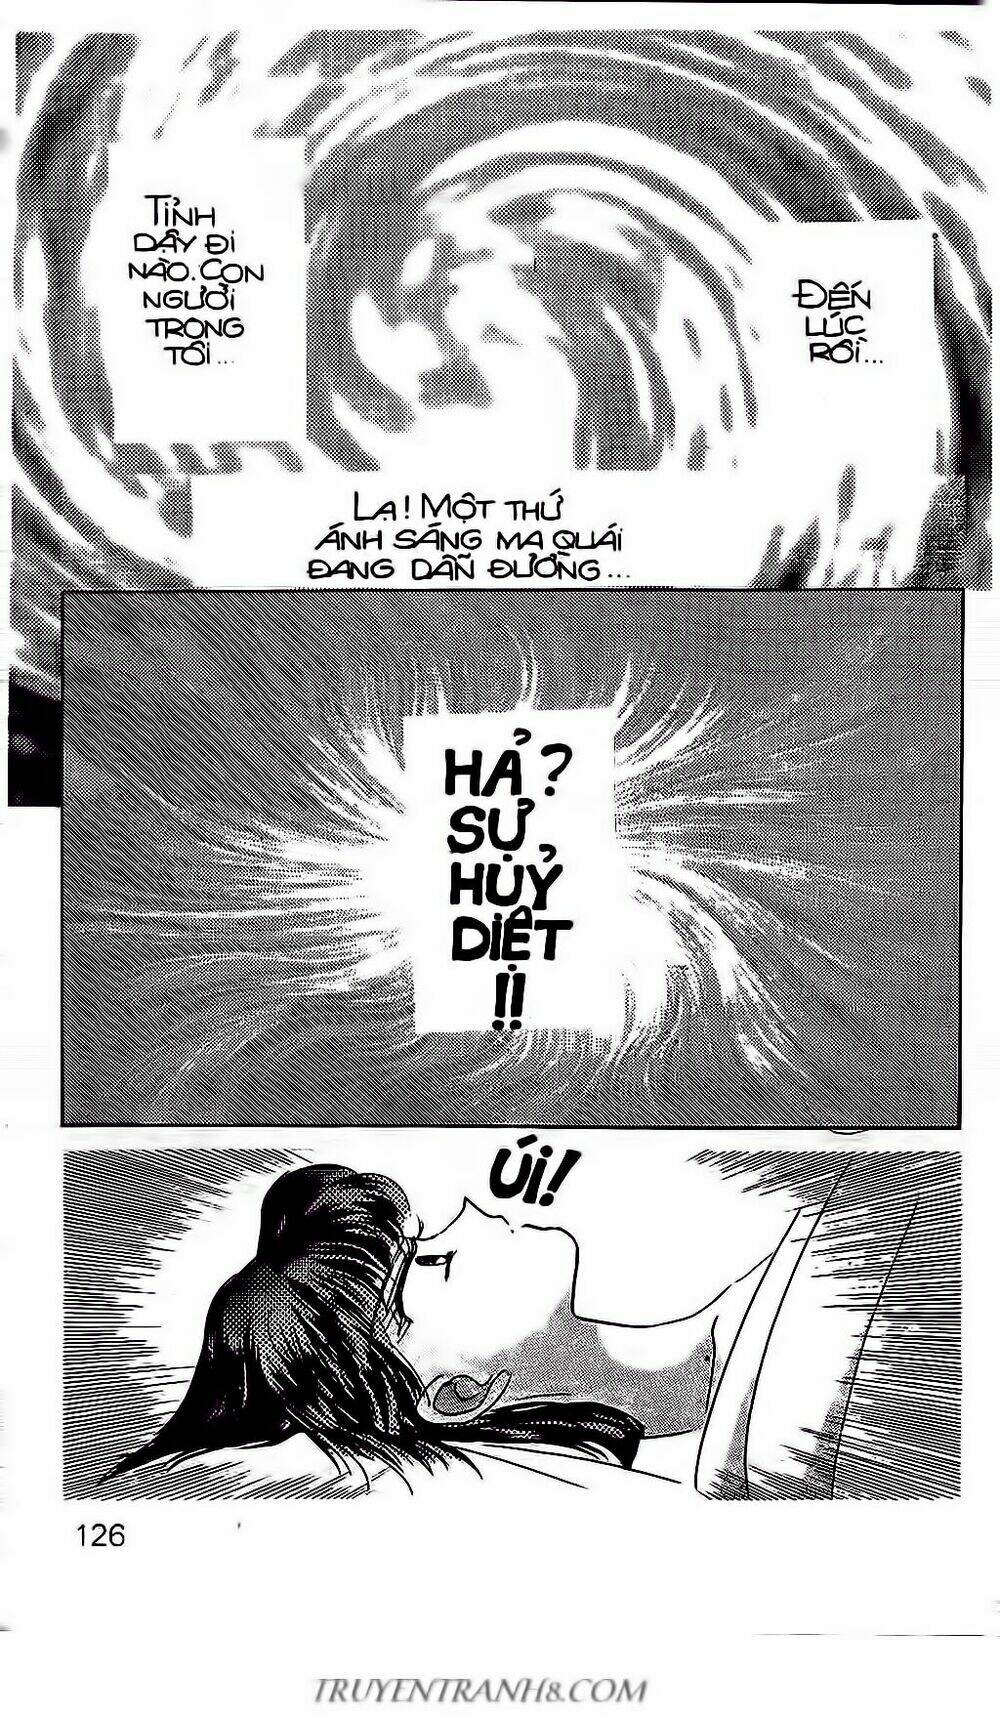 TỈNH
DẬY ĐI
NÀO. CON
NGƯỜI
TRONG
TÔI...
ĐẾN
LÚC
RỒI...
LẠ! MỘT THỨ
ÁNH SÁNG MA QUÁI
ĐANG DẪN ĐƯỜNG...
HẢ?
SỰ
HUỶ
DIỆT
!!
ÚI!
126
TRUYENTRANH8.COM